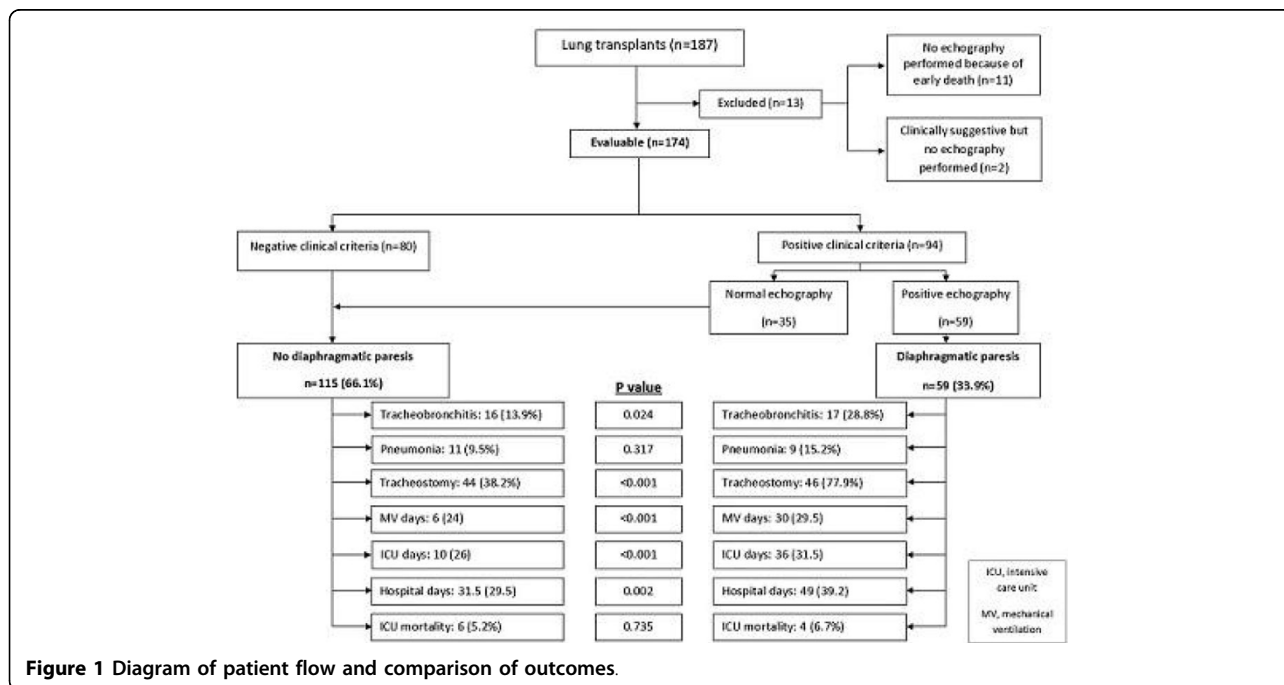 Lung transplants (n=187)
No echography
performed because of
early death (n=11)
Excluded (n=13)
Clinically suggestive but
no echography
performed (n=2)
Evaluable (n=174)
Negative clinical criteria (n=80)
Positive clinical criteria (n=94)
Normal echography
(n=35)
Positive echography
(n=59)
No diaphragmatic paresis
n=115 (66.1%)
Diaphragmatic paresis
n=59 (33.9%)
P value
Tracheobronchitis: 16 (13.9%)
0.024
Tracheobronchitis: 17 (28.8%)
Pneumonia: 11 (9.5%)
0.317
Pneumonia: 9 (15.2%)
Tracheostomy: 44 (38.2%)
<0.001
Tracheostomy: 46 (77.9%)
MV days: 6 (24)
<0.001
MV days: 30 (29.5)
ICU days: 10 (26)
<0.001
ICU days: 36 (31.5)
Hospital days: 31.5 (29.5)
0.002
Hospital days: 49 (39.2)
ICU mortality: 6 (5.2%)
0.735
ICU mortality: 4 (6.7%)
ICU, intensive
care unit
MV, mechanical
ventilation
Figure 1 Diagram of patient flow and comparison of outcomes.